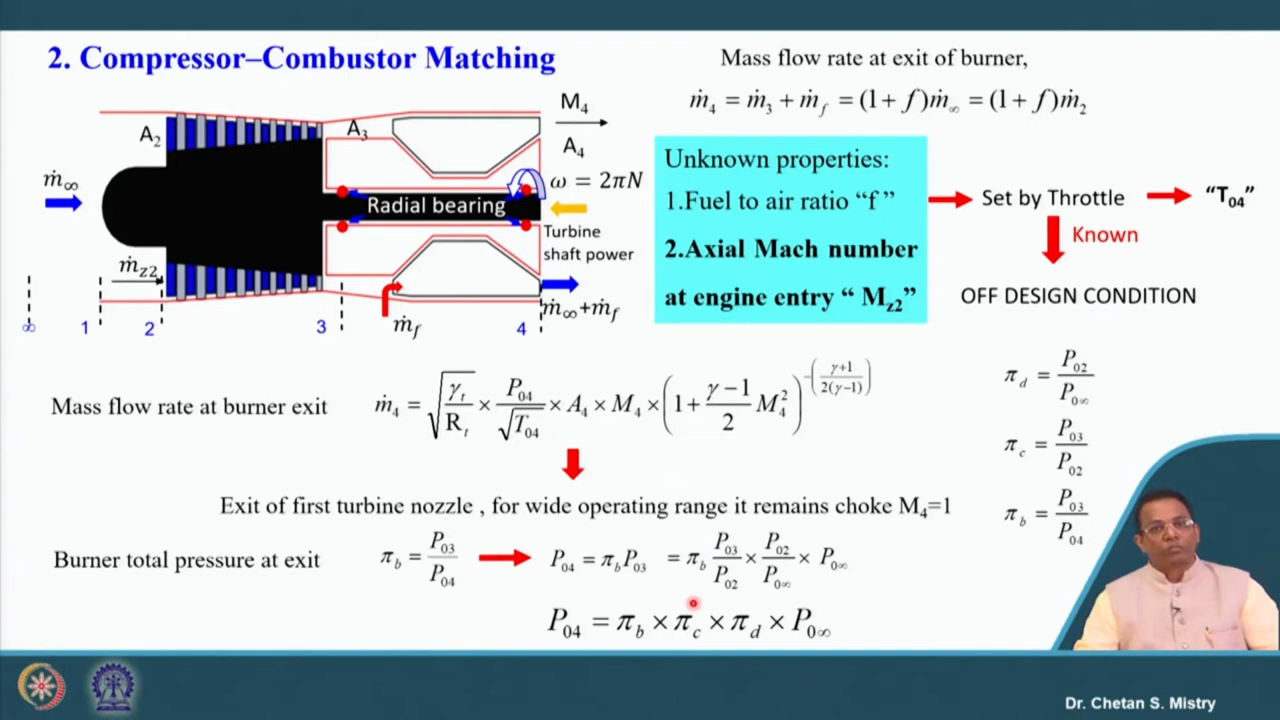 2. Compressor–Combustor Matching
Mass flow rate at exit of burner,
ṁ₄ = ṁ₃ + ṁ_f = (1+ f)ṁ_∞ = (1+ f)ṁ₂
A₂
A₃
M₄
A₄
ṁ_∞
ω = 2πN
Radial bearing
Turbine
shaft power
ṁ_z2
ṁ_∞+ṁ_f
ṁ_f
∞ 1 2 3 4
Unknown properties:
1.Fuel to air ratio “f ”
2.Axial Mach number
at engine entry “ M_z2”
Set by Throttle
“T₀₄”
Known
OFF DESIGN CONDITION
Mass flow rate at burner exit
ṁ₄ = √(γ_t/R_t) × P₀₄/√T₀₄ × A₄ × M₄ × (1 + (γ−1)/2 M₄²)^−((γ+1)/(2(γ−1)))
π_d = P₀₂/P₀∞
π_c = P₀₃/P₀₂
π_b = P₀₃/P₀₄
Exit of first turbine nozzle , for wide operating range it remains choke M₄=1
Burner total pressure at exit
π_b = P₀₃/P₀₄
P₀₄ = π_b P₀₃ = π_b P₀₃/P₀₂ × P₀₂/P₀∞ × P₀∞
P₀₄ = π_b × π_c × π_d × P₀∞
Dr. Chetan S. Mistry